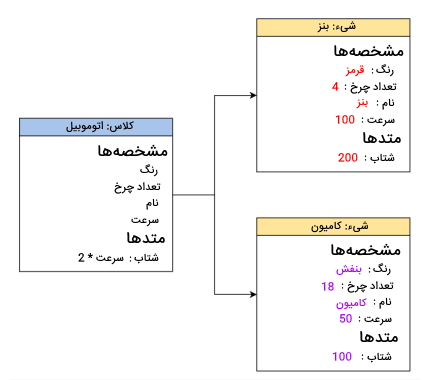 کلاس: اتوموبیل
مشخصه‌ها
رنگ
تعداد چرخ
نام
سرعت
متدها
شتاب: سرعت * 2
شیء: بنز
مشخصه‌ها
رنگ: قرمز
تعداد چرخ: 4
نام: بنز
سرعت: 100
متدها
شتاب: 200
شیء: کامیون
مشخصه‌ها
رنگ: بنفش
تعداد چرخ: 18
نام: کامیون
سرعت: 50
متدها
شتاب: 100